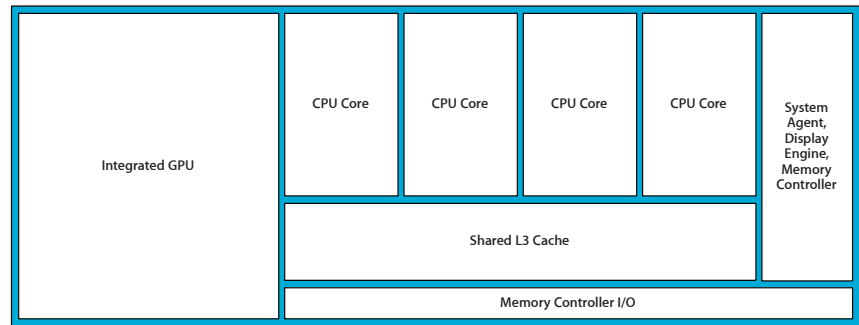 Integrated GPU
CPU Core
CPU Core
CPU Core
CPU Core
System
Agent,
Display
Engine,
Memory
Controller
Shared L3 Cache
Memory Controller I/O